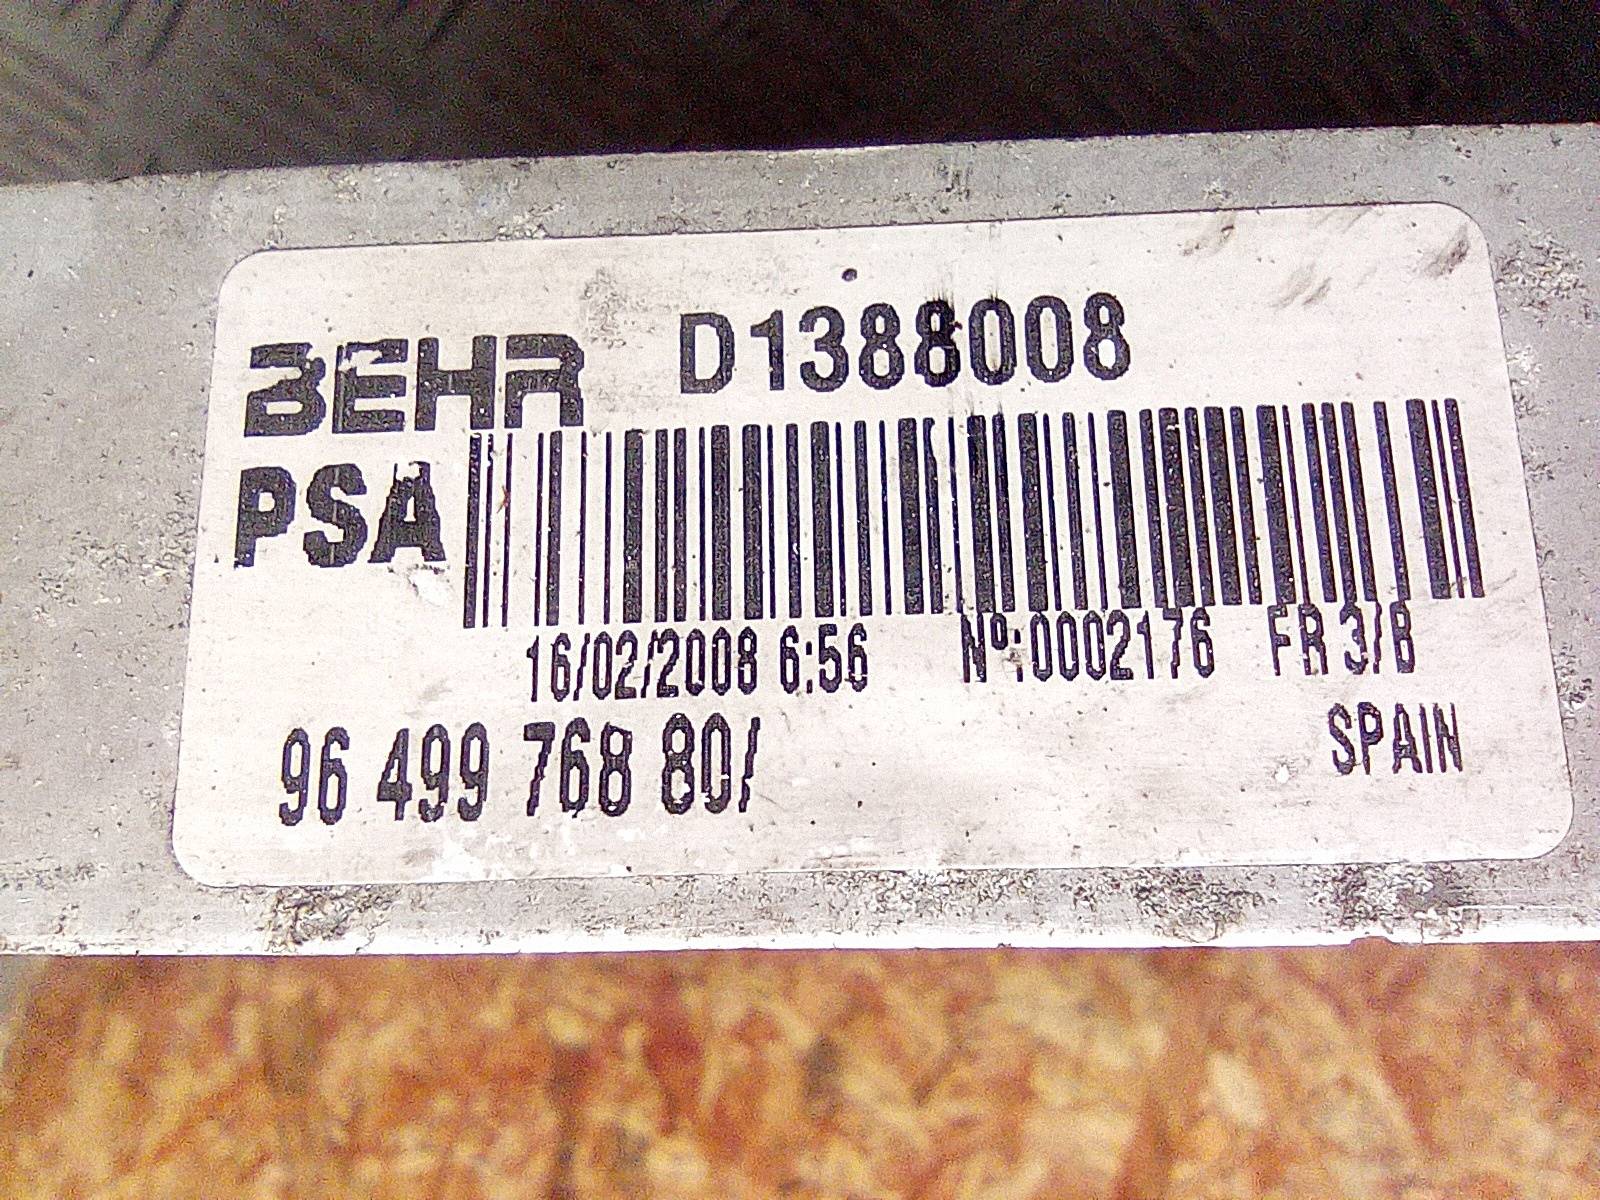 BEHR D1388008
PSA
16/02/2008 6:56 Nº:0002176 FR 3/B
96 499 768 80/
SPAIN